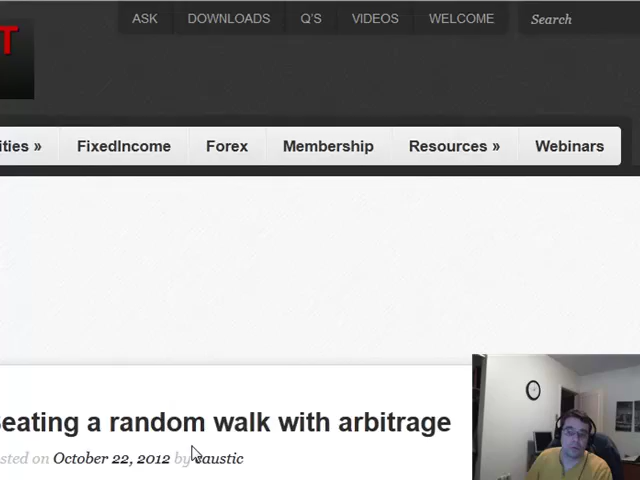 T
ASK DOWNLOADS Q'S VIDEOS WELCOME Search
ities » FixedIncome Forex Membership Resources » Webinars
eating a random walk with arbitrage
sted on October 22, 2012 by caustic